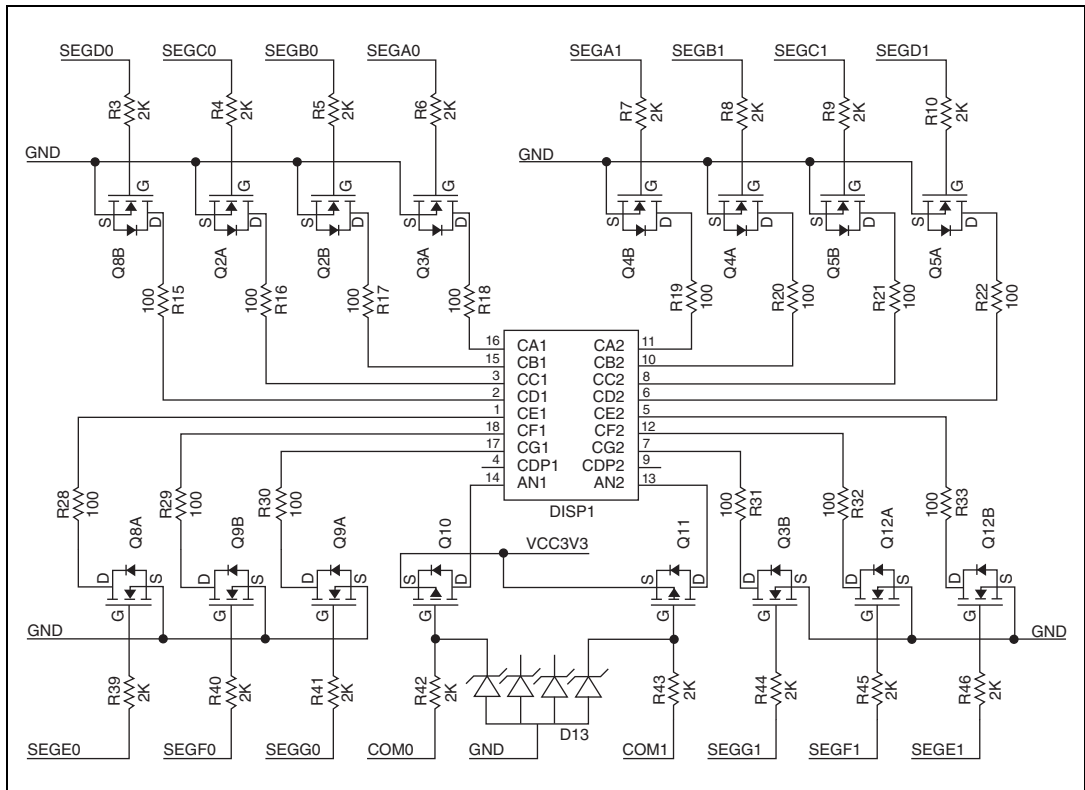 SEGD0 SEGC0 SEGB0 SEGA0 SEGA1 SEGB1 SEGC1 SEGD1
R3 2K R4 2K R5 2K R6 2K R7 2K R8 2K R9 2K R10 2K
GND GND
G G G G G G G G
S D S D S D S D S D S D S D S D
Q8B Q2A Q2B Q3A Q4B Q4A Q5B Q5A
100 R15 100 R16 100 R17 100 R18 R19 100 R20 100 R21 100 R22 100
16 CA1 CA2 11
15 CB1 CB2 10
3 CC1 CC2 8
2 CD1 CD2 6
1 CE1 CE2 5
18 CF1 CF2 12
17 CG1 CG2 7
4 CDP1 CDP2 9
14 AN1 AN2 13
DISP1
R28 100 R29 100 R30 100 100 R31 100 R32 100 R33
Q8A Q9B Q9A Q10 VCC3V3 Q11 Q3B Q12A Q12B
D S D S D S S D S D D S D S D S
G G G G G G G G
GND GND
R39 2K R40 2K R41 2K R42 2K R43 2K R44 2K R45 2K R46 2K
D13
SEGE0 SEGF0 SEGG0 COM0 GND COM1 SEGG1 SEGF1 SEGE1